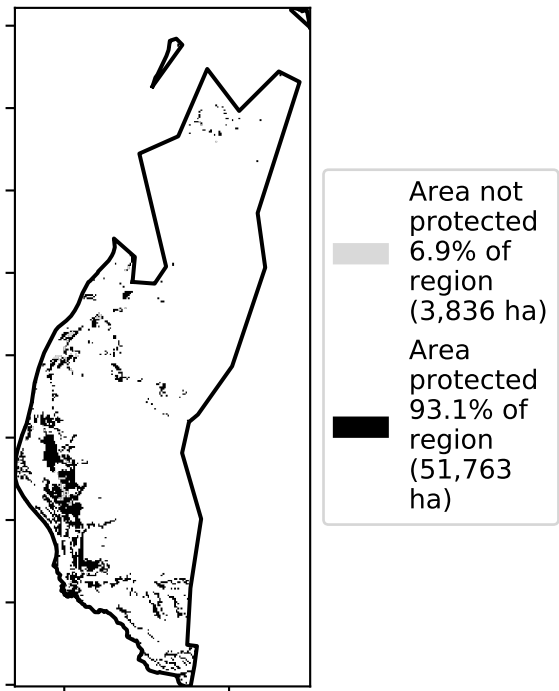 Area not
protected
6.9% of
region
(3,836 ha)
Area
protected
93.1% of
region
(51,763
ha)